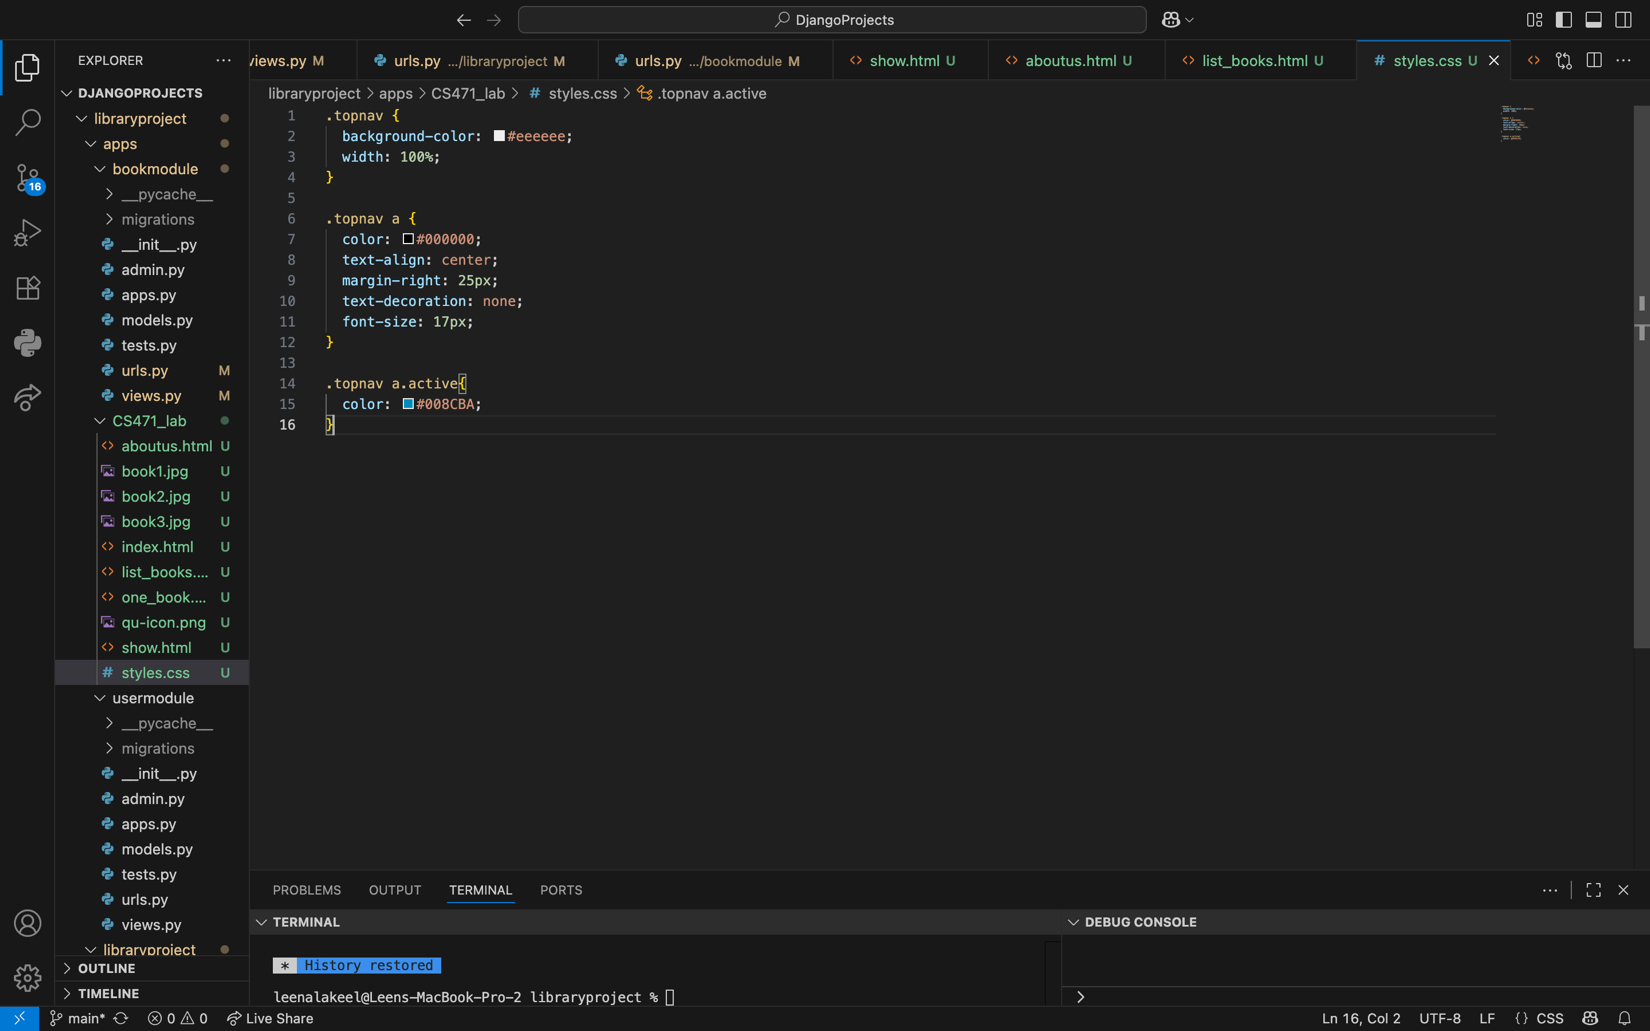 DjangoProjects
EXPLORER
views.py M
urls.py .../libraryproject M
urls.py .../bookmodule M
show.html U
aboutus.html U
list_books.html U
# styles.css U
libraryproject > apps > CS471_lab > # styles.css > .topnav a.active
DJANGOPROJECTS
libraryproject
apps
bookmodule
__pycache__
migrations
__init__.py
admin.py
apps.py
models.py
tests.py
urls.py M
views.py M
CS471_lab
aboutus.html U
book1.jpg U
book2.jpg U
book3.jpg U
index.html U
list_books.... U
one_book.... U
qu-icon.png U
show.html U
# styles.css U
usermodule
__pycache__
migrations
__init__.py
admin.py
apps.py
models.py
tests.py
urls.py
views.py
libraryproject
OUTLINE
TIMELINE
16
1 .topnav {
2 background-color: #eeeeee;
3 width: 100%;
4 }
5
6 .topnav a {
7 color: #000000;
8 text-align: center;
9 margin-right: 25px;
10 text-decoration: none;
11 font-size: 17px;
12 }
13
14 .topnav a.active{
15 color: #008CBA;
16 }
PROBLEMS OUTPUT TERMINAL PORTS
TERMINAL
DEBUG CONSOLE
* History restored
leenalakeel@Leens-MacBook-Pro-2 libraryproject %
>
main* 0 0 Live Share
Ln 16, Col 2 UTF-8 LF {} CSS